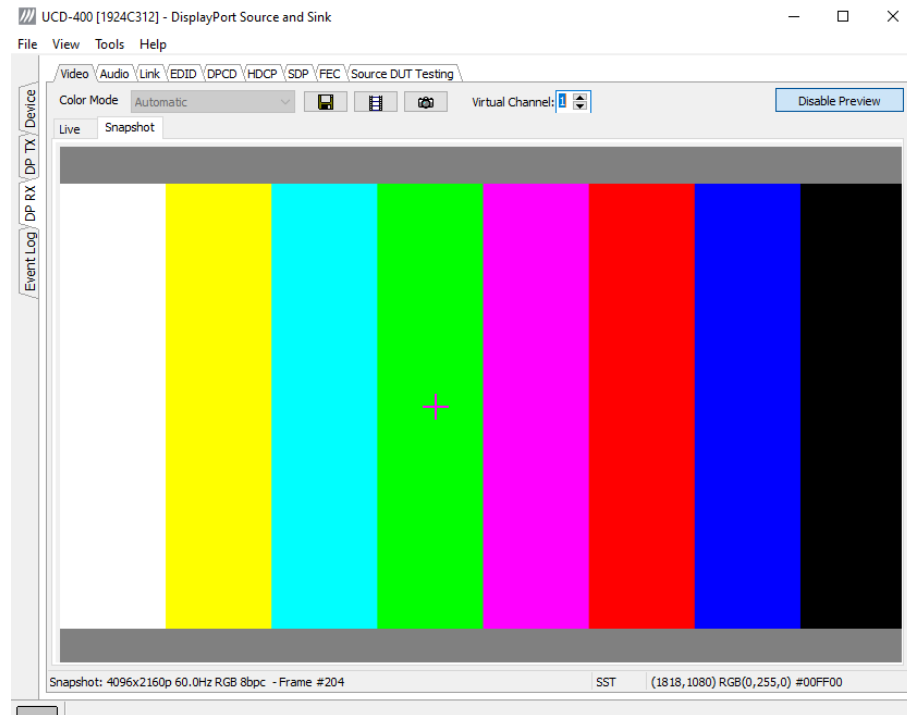 UCD-400 [1924C312] - DisplayPort Source and Sink
File View Tools Help
Video Audio Link EDID DPCD HDCP SDP FEC Source DUT Testing
Color Mode Automatic Virtual Channel: 1 Disable Preview
Live Snapshot
Device
DP TX
DP RX
Event Log
Snapshot: 4096x2160p 60.0Hz RGB 8bpc - Frame #204 SST (1818,1080) RGB(0,255,0) #00FF00